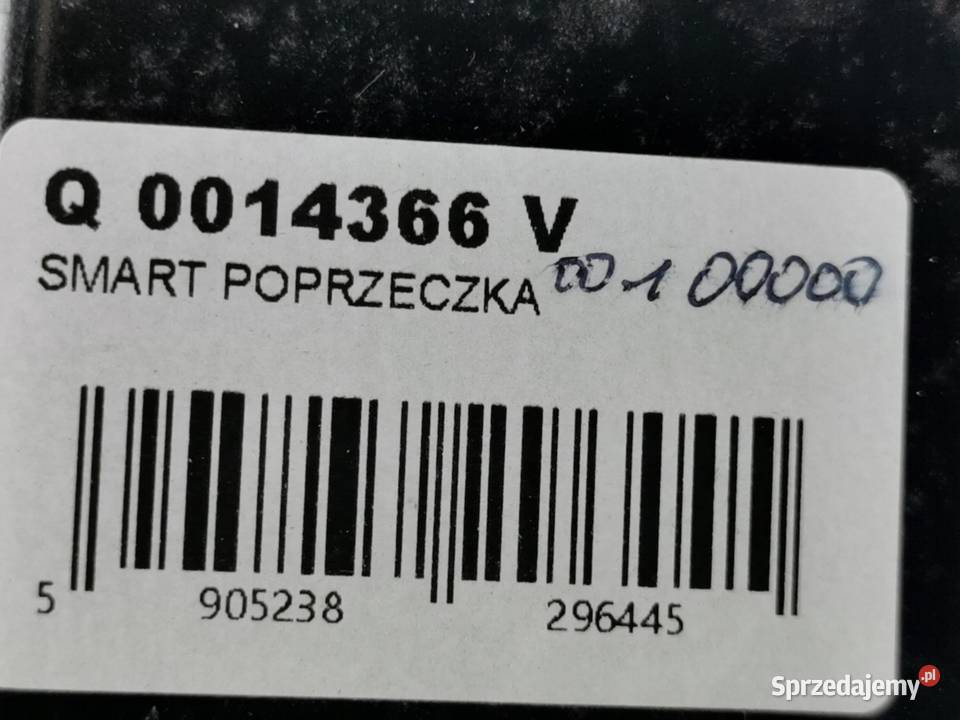 Q 0014366 V
SMART POPRZECZKA 00 1 00000
5 905238 296445
Sprzedajemy.pl